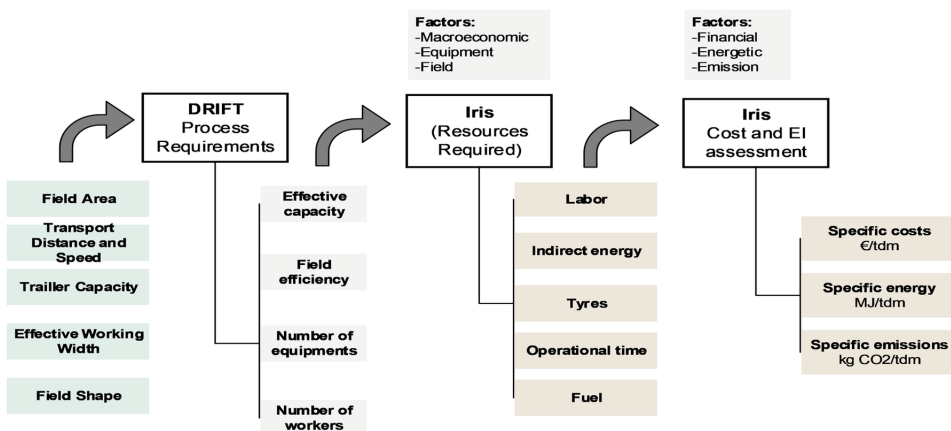 Factors:
-Macroeconomic
-Equipment
-Field
Factors:
-Financial
-Energetic
-Emission
DRIFT
Process
Requirements
Iris
(Resources
Required)
Iris
Cost and EI
assessment
Field Area
Transport
Distance and
Speed
Trailler Capacity
Effective Working
Width
Field Shape
Effective
capacity
Field
efficiency
Number of
equipments
Number of
workers
Labor
Indirect energy
Tyres
Operational time
Fuel
Specific costs
€/tdm
Specific energy
MJ/tdm
Specific emissions
kg CO2/tdm